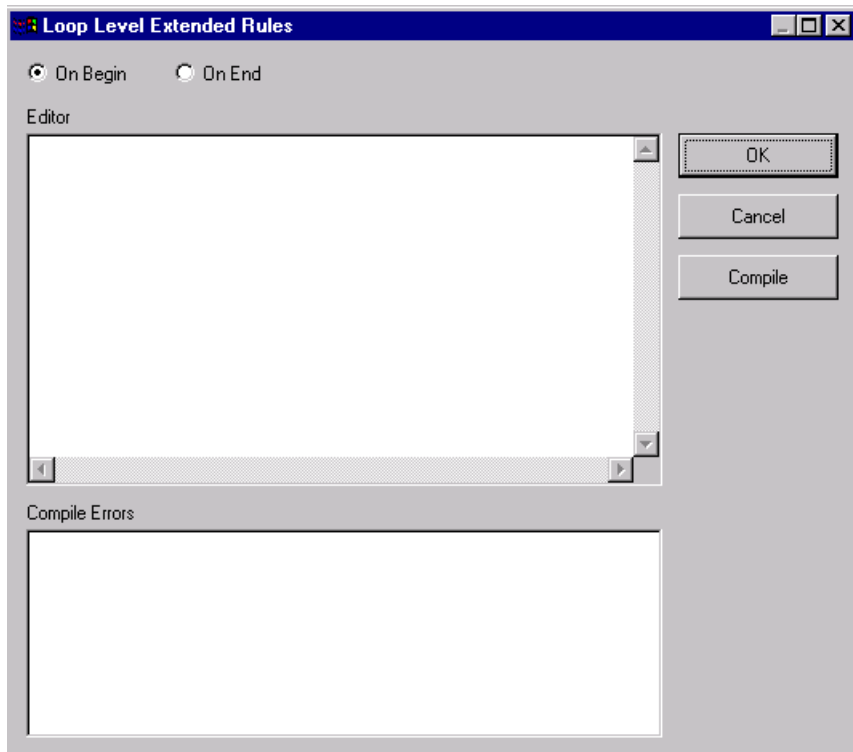 Loop Level Extended Rules
On Begin On End
Editor
OK
Cancel
Compile
Compile Errors